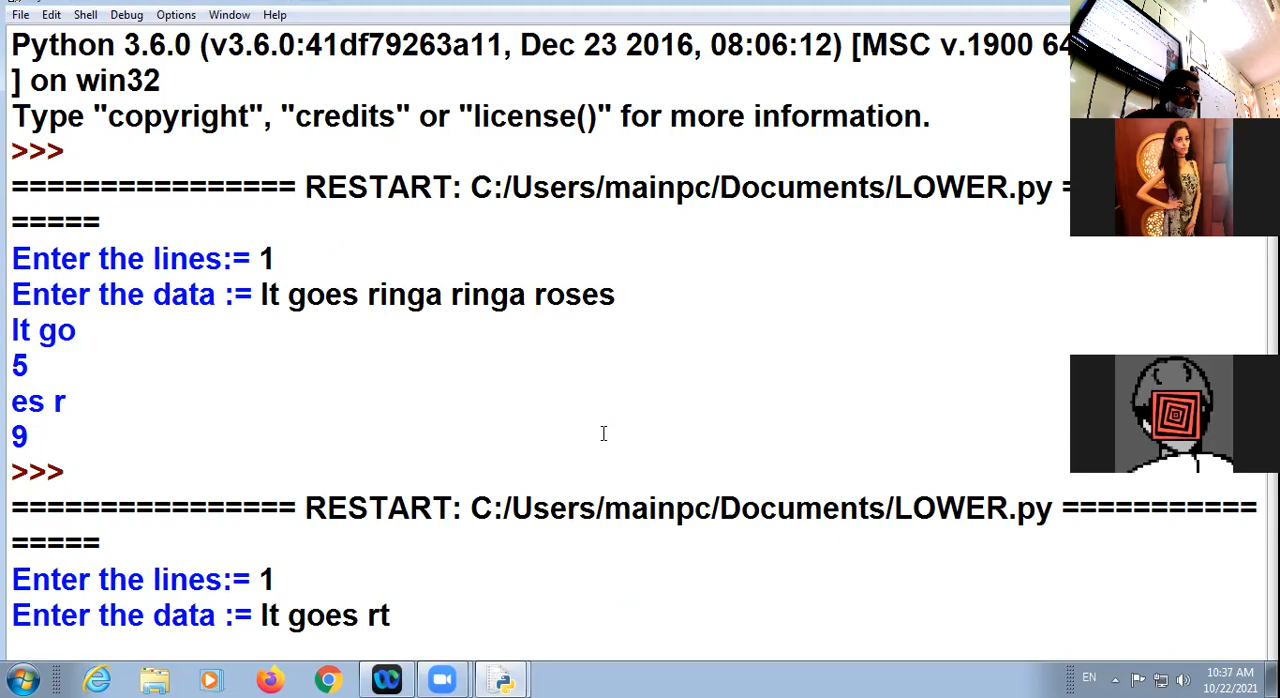 File Edit Shell Debug Options Window Help
Python 3.6.0 (v3.6.0:41df79263a11, Dec 23 2016, 08:06:12) [MSC v.1900 64
] on win32
Type "copyright", "credits" or "license()" for more information.
>>>
================ RESTART: C:/Users/mainpc/Documents/LOWER.py =
=====
Enter the lines:= 1
Enter the data := It goes ringa ringa roses
It go
5
es r
9
>>>
================ RESTART: C:/Users/mainpc/Documents/LOWER.py ===========
=====
Enter the lines:= 1
Enter the data := It goes rt
EN
10:37 AM
10/22/2021